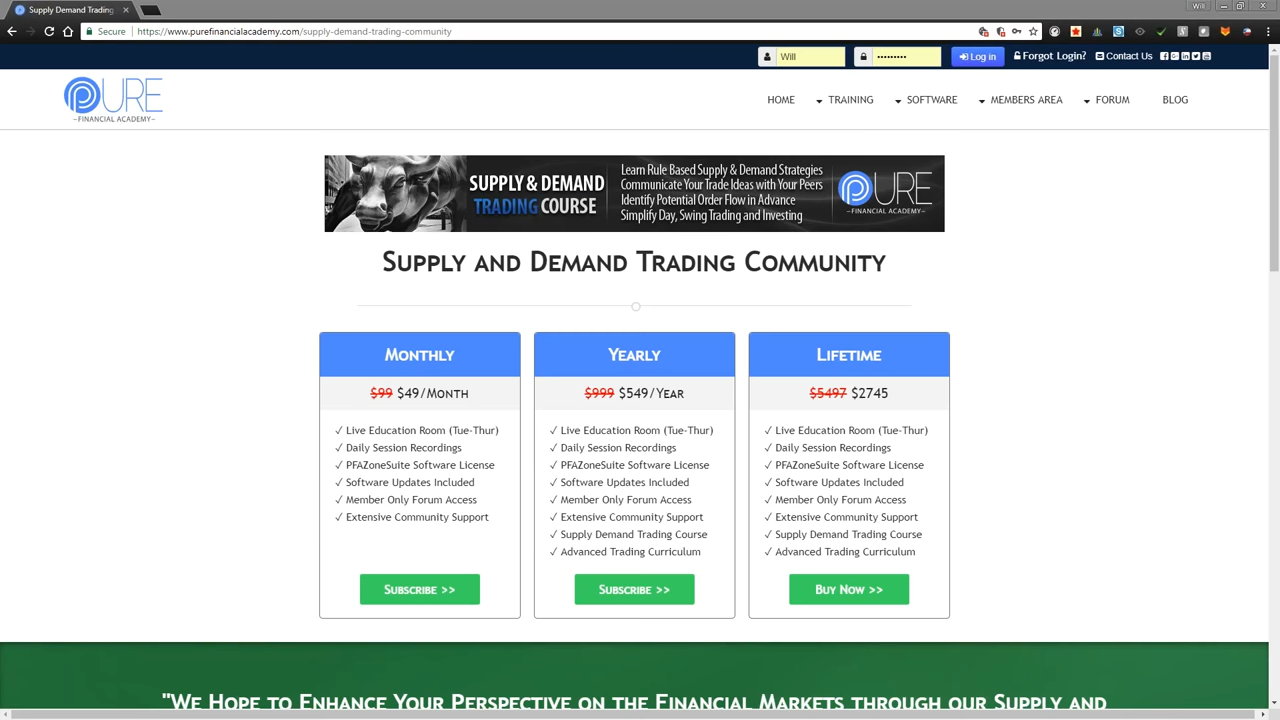 Supply Demand Trading
Will
Secure https://www.purefinancialacademy.com/supply-demand-trading-community
Will ••••••••• Log in Forgot Login? Contact Us
PURE
–FINANCIAL ACADEMY–
HOME TRAINING SOFTWARE MEMBERS AREA FORUM BLOG
SUPPLY & DEMAND
TRADING COURSE
Learn Rule Based Supply & Demand Strategies
Communicate Your Trade Ideas with Your Peers
Identify Potential Order Flow in Advance
Simplify Day, Swing Trading and Investing
PURE
–FINANCIAL ACADEMY–
Supply and Demand Trading Community
Monthly
$99 $49/Month
✓ Live Education Room (Tue-Thur)
✓ Daily Session Recordings
✓ PFAZoneSuite Software License
✓ Software Updates Included
✓ Member Only Forum Access
✓ Extensive Community Support
Subscribe >>
Yearly
$999 $549/Year
✓ Live Education Room (Tue-Thur)
✓ Daily Session Recordings
✓ PFAZoneSuite Software License
✓ Software Updates Included
✓ Member Only Forum Access
✓ Extensive Community Support
✓ Supply Demand Trading Course
✓ Advanced Trading Curriculum
Subscribe >>
Lifetime
$5497 $2745
✓ Live Education Room (Tue-Thur)
✓ Daily Session Recordings
✓ PFAZoneSuite Software License
✓ Software Updates Included
✓ Member Only Forum Access
✓ Extensive Community Support
✓ Supply Demand Trading Course
✓ Advanced Trading Curriculum
Buy Now >>
"We Hope to Enhance Your Perspective on the Financial Markets through our Supply and